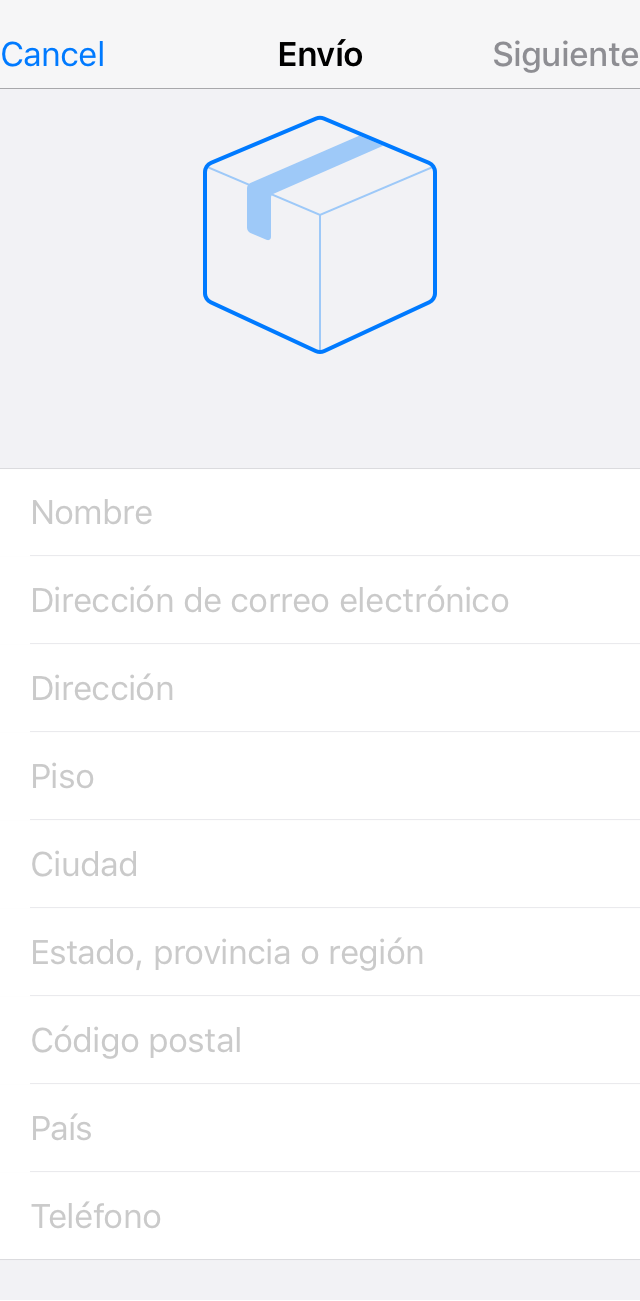 Cancel
Envío
Siguiente
Nombre
Dirección de correo electrónico
Dirección
Piso
Ciudad
Estado, provincia o región
Código postal
País
Teléfono